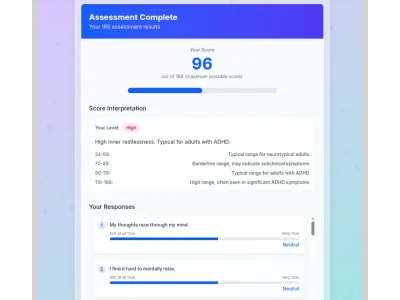 Assessment Complete
Your IRS assessment results
Your Score
96
out of 168 (maximum possible score)
Score Interpretation
Your Level: High
High inner restlessness. Typical for adults with ADHD.
24-69: Typical range for neurotypical adults
70-89: Borderline range, may indicate subclinical symptoms
90-110: Typical range for adults with ADHD
110-168: High range, often seen in significant ADHD symptoms
Your Responses
1 My thoughts race through my mind.
Not at all true Very true
Neutral
2 I find it hard to mentally relax.
Not at all true Very true
Neutral